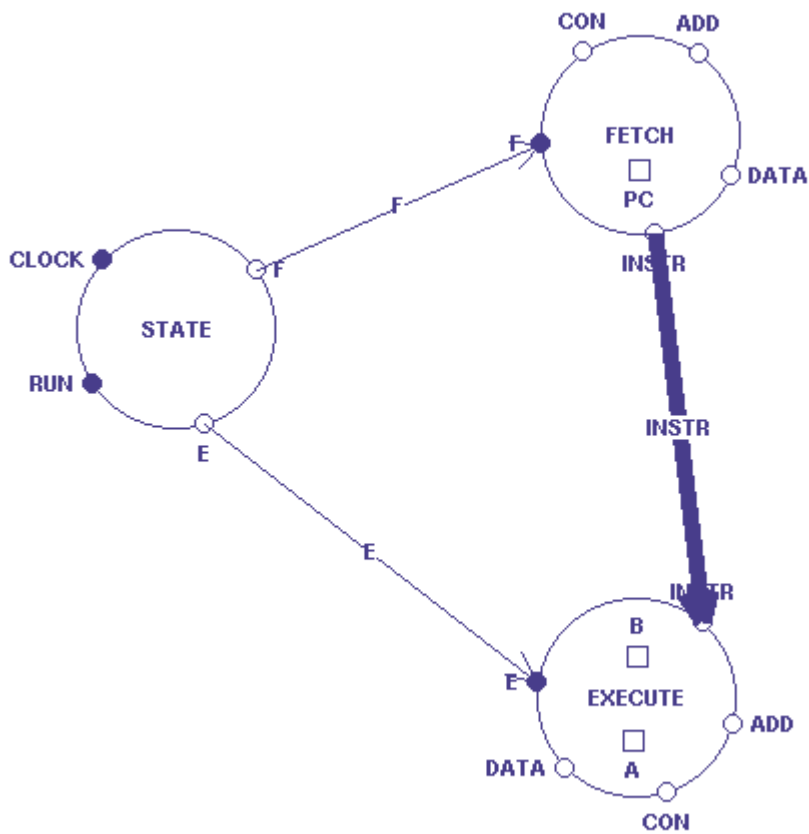 CON
ADD
F
FETCH
DATA
PC
F
CLOCK
F
INSTR
STATE
RUN
INSTR
E
E
INSTR
B
E
EXECUTE
ADD
DATA
A
CON